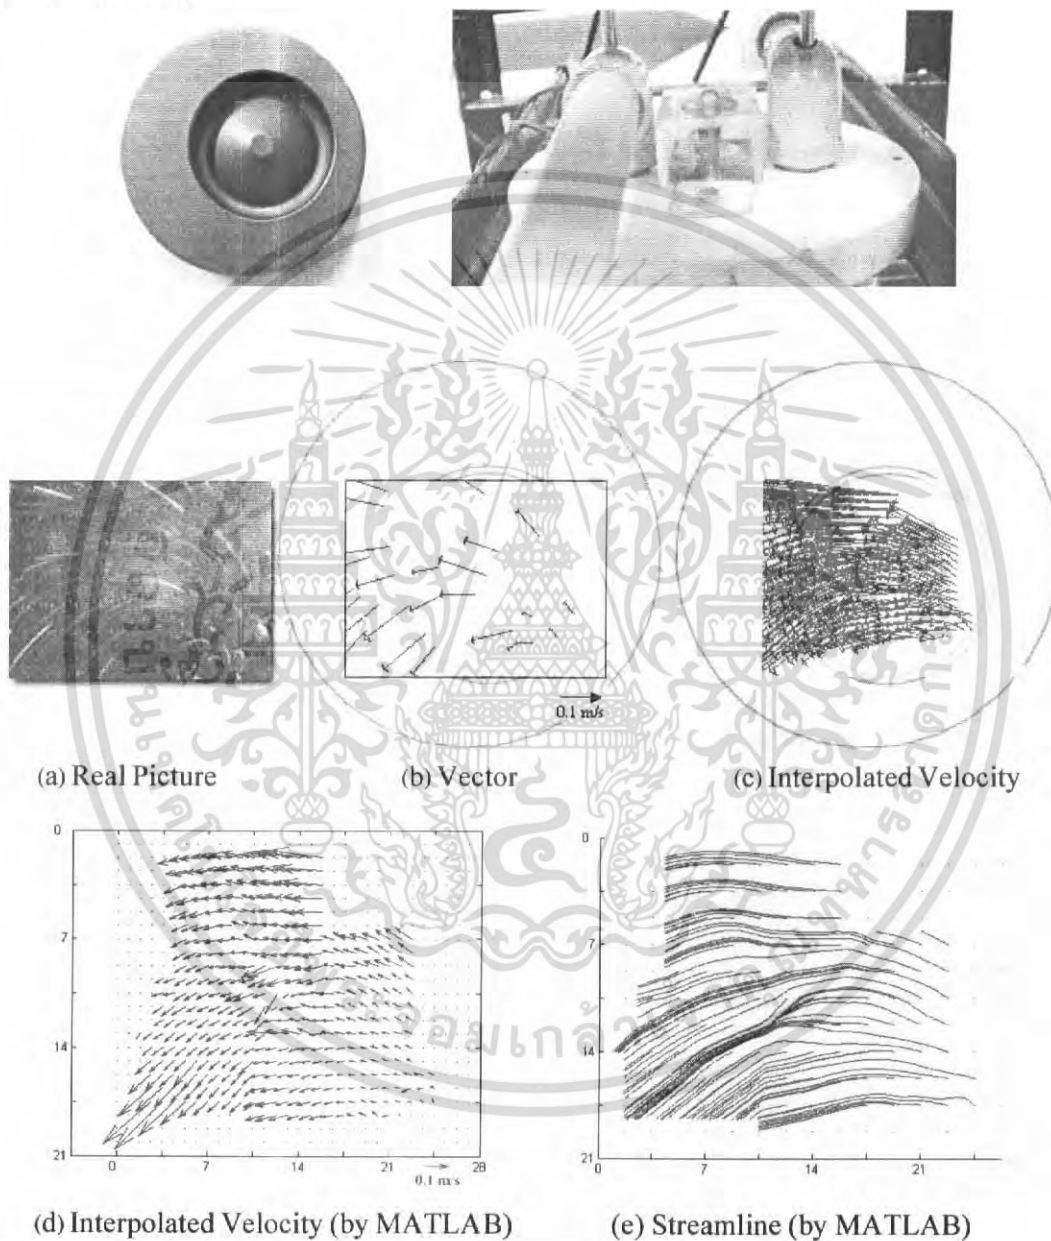 0.1 m/s
(a) Real Picture
(b) Vector
(c) Interpolated Velocity
0
7
14
21
0
7
14
21
28
0.1 m/s
0
7
14
21
0
7
14
21
(d) Interpolated Velocity (by MATLAB)
(e) Streamline (by MATLAB)